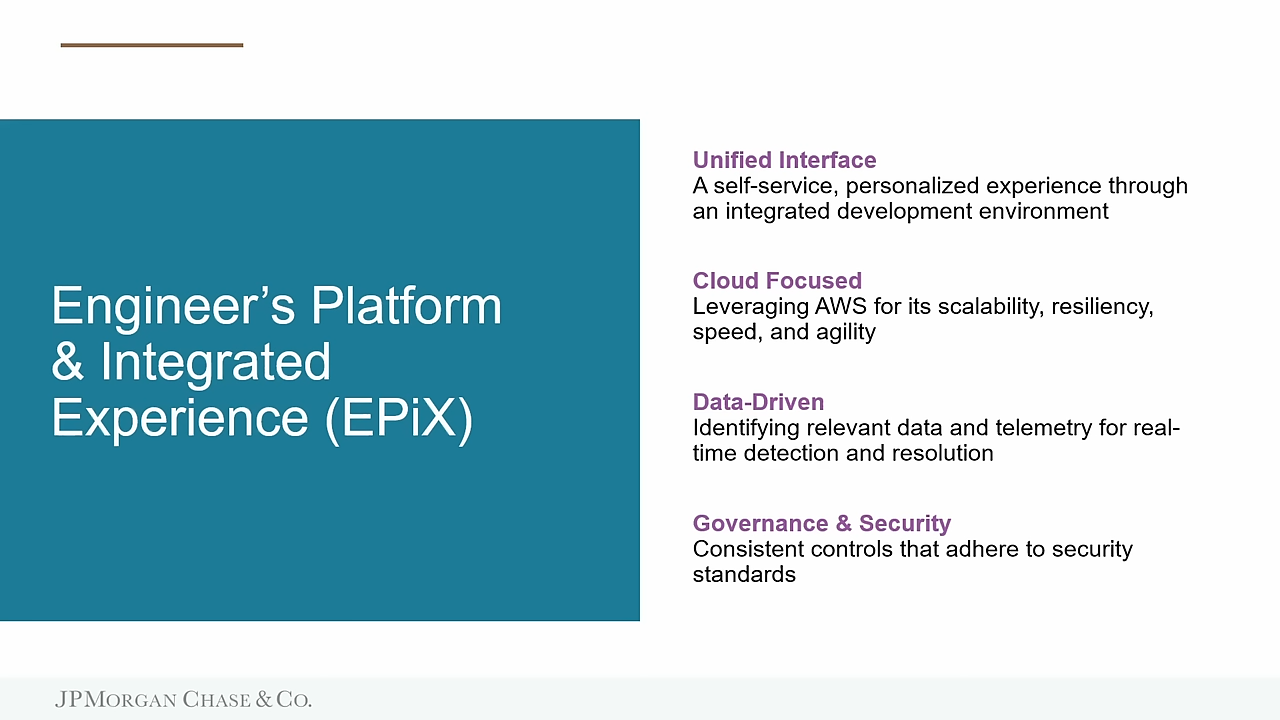 Engineer’s Platform
& Integrated
Experience (EPiX)
Unified Interface
A self-service, personalized experience through
an integrated development environment
Cloud Focused
Leveraging AWS for its scalability, resiliency,
speed, and agility
Data-Driven
Identifying relevant data and telemetry for real-
time detection and resolution
Governance & Security
Consistent controls that adhere to security
standards
JPMORGAN CHASE & CO.